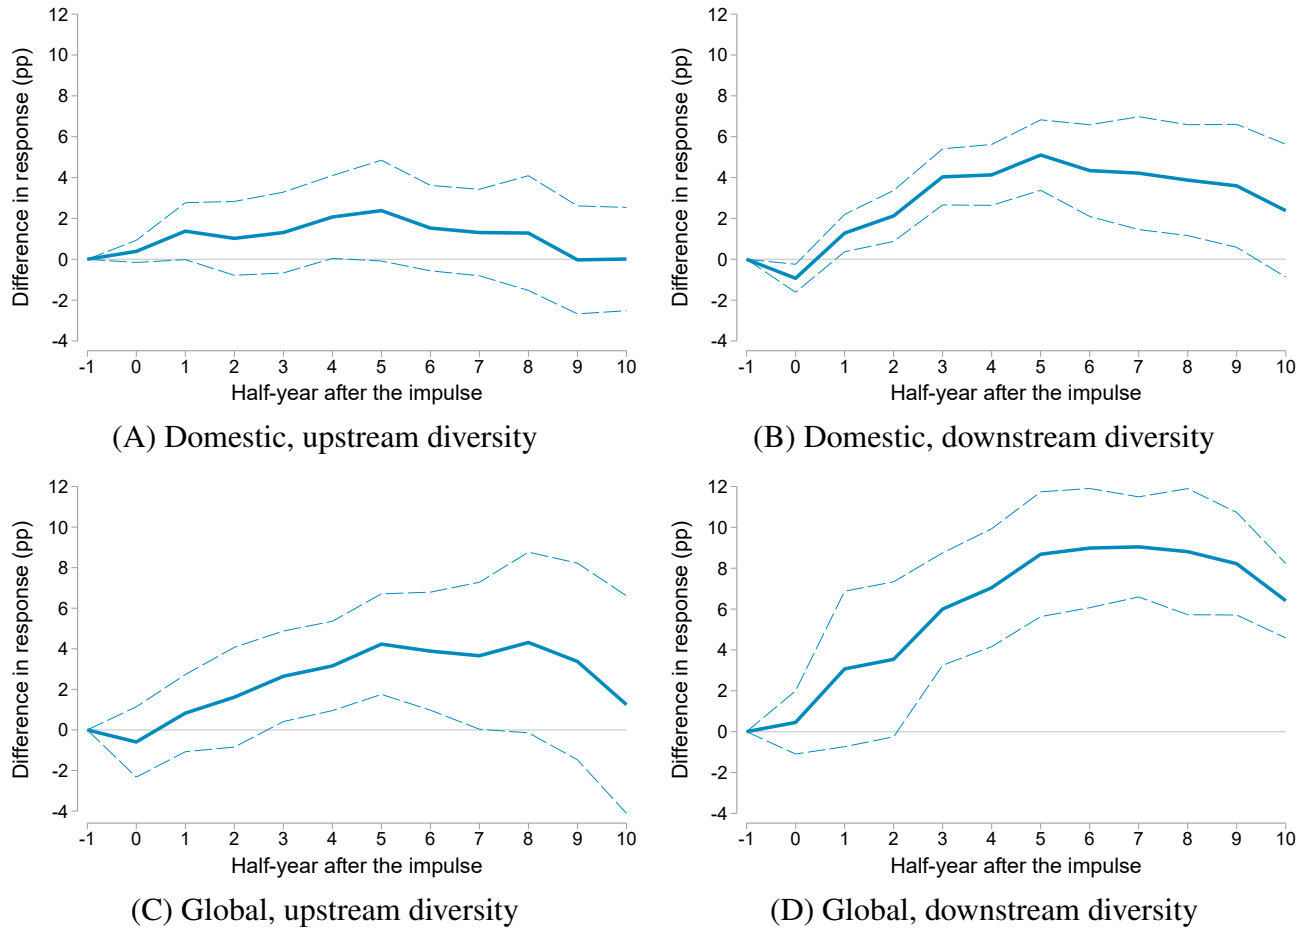 12
10
8
6
4
2
0
-2
-4
Difference in response (pp)
-1 0 1 2 3 4 5 6 7 8 9 10
Half-year after the impulse
(A) Domestic, upstream diversity
12
10
8
6
4
2
0
-2
-4
Difference in response (pp)
-1 0 1 2 3 4 5 6 7 8 9 10
Half-year after the impulse
(B) Domestic, downstream diversity
12
10
8
6
4
2
0
-2
-4
Difference in response (pp)
-1 0 1 2 3 4 5 6 7 8 9 10
Half-year after the impulse
(C) Global, upstream diversity
12
10
8
6
4
2
0
-2
-4
Difference in response (pp)
-1 0 1 2 3 4 5 6 7 8 9 10
Half-year after the impulse
(D) Global, downstream diversity